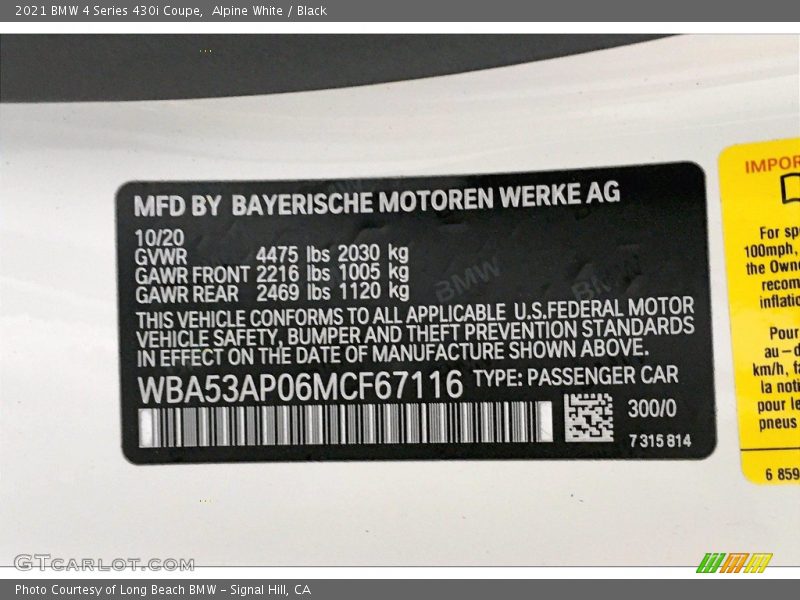 2021 BMW 4 Series 430i Coupe,  Alpine White / Black
MFD BY BAYERISCHE MOTOREN WERKE AG
10/20
GVWR 4475 lbs 2030 kg
GAWR FRONT 2216 lbs 1005 kg
GAWR REAR 2469 lbs 1120 kg
THIS VEHICLE CONFORMS TO ALL APPLICABLE U.S.FEDERAL MOTOR
VEHICLE SAFETY, BUMPER AND THEFT PREVENTION STANDARDS
IN EFFECT ON THE DATE OF MANUFACTURE SHOWN ABOVE.
WBA53AP06MCF67116 TYPE: PASSENGER CAR
300/0
7 315 814
BMW
IMPOR
For spe
100mph,
the Owne
recom
inflatio
Pour
au-d
km/h, fa
la noti
pour le
pneus
6 859
GTCarLot.com
Photo Courtesy of Long Beach BMW - Signal Hill, CA